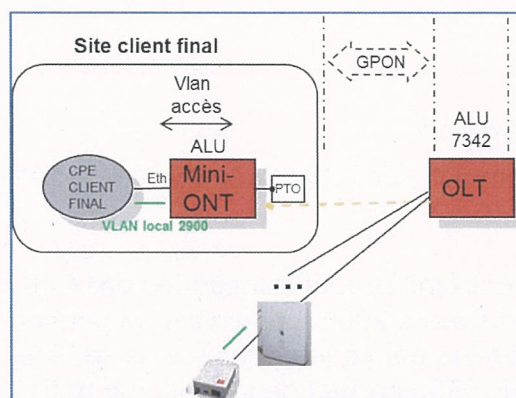 Site client final
GPON
Vlan
accès
ALU
ALU
7342
CPE
CLIENT
FINAL
Eth
Mini-
ONT
PTO
OLT
VLAN local 2900
...